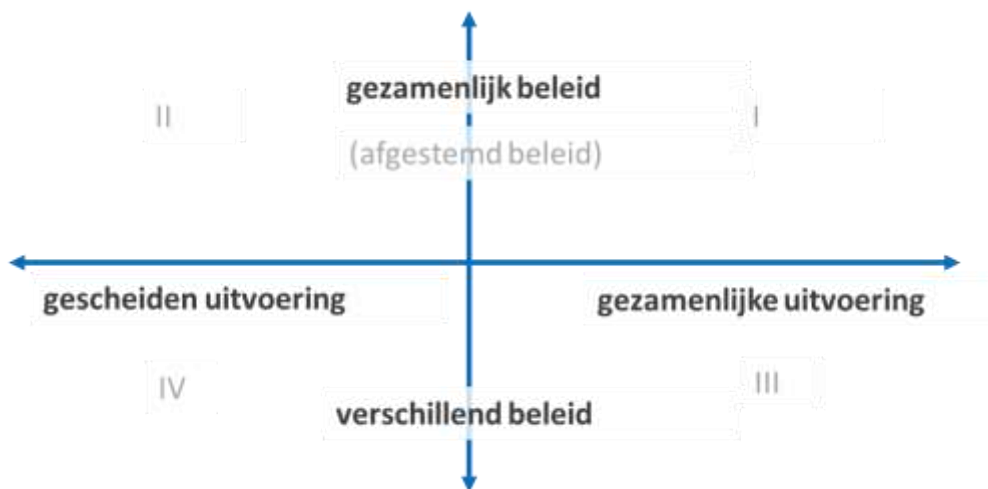 gezamenlijk beleid
II
I
(afgestemd beleid)
gescheiden uitvoering
gezamenlijke uitvoering
IV
III
verschillend beleid